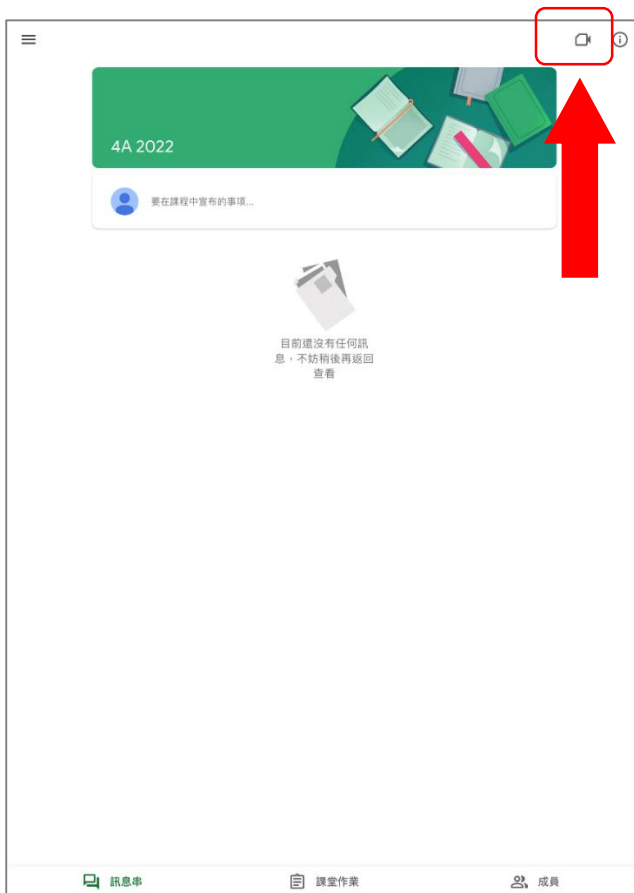 4A 2022
要在課程中宣布的事項...
目前還沒有任何訊
息，不妨稍後再返回
查看
訊息串
課堂作業
成員